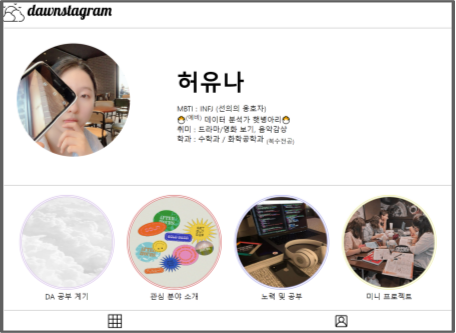 dawnstagram
허유나
MBTI : INFJ (선의의 옹호자)
(예비) 데이터 분석가 햇병아리
취미 : 드라마/영화 보기, 음악감상
학과 : 수학과 / 화학공학과 (복수전공)
DA 공부 계기
관심 분야 소개
노력 및 공부
미니 프로젝트